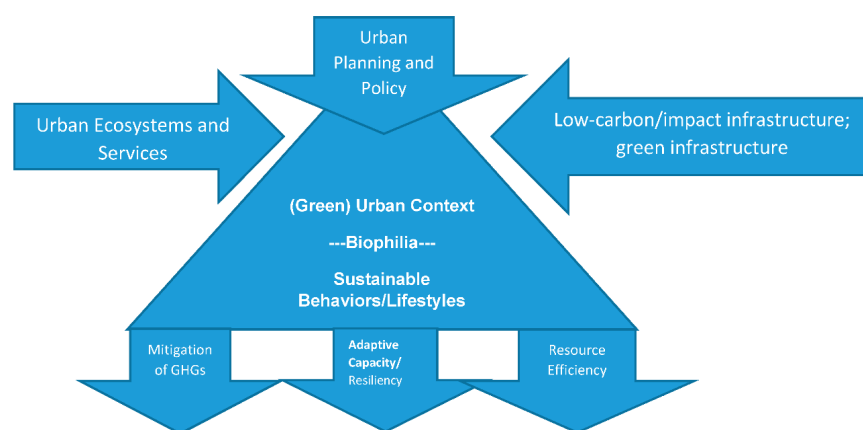 Urban
Planning and
Policy
Urban Ecosystems and
Services
Low-carbon/impact infrastructure;
green infrastructure
(Green) Urban Context
---Biophilia---
Sustainable
Behaviors/Lifestyles
Mitigation
of GHGs
Adaptive
Capacity/
Resiliency
Resource
Efficiency